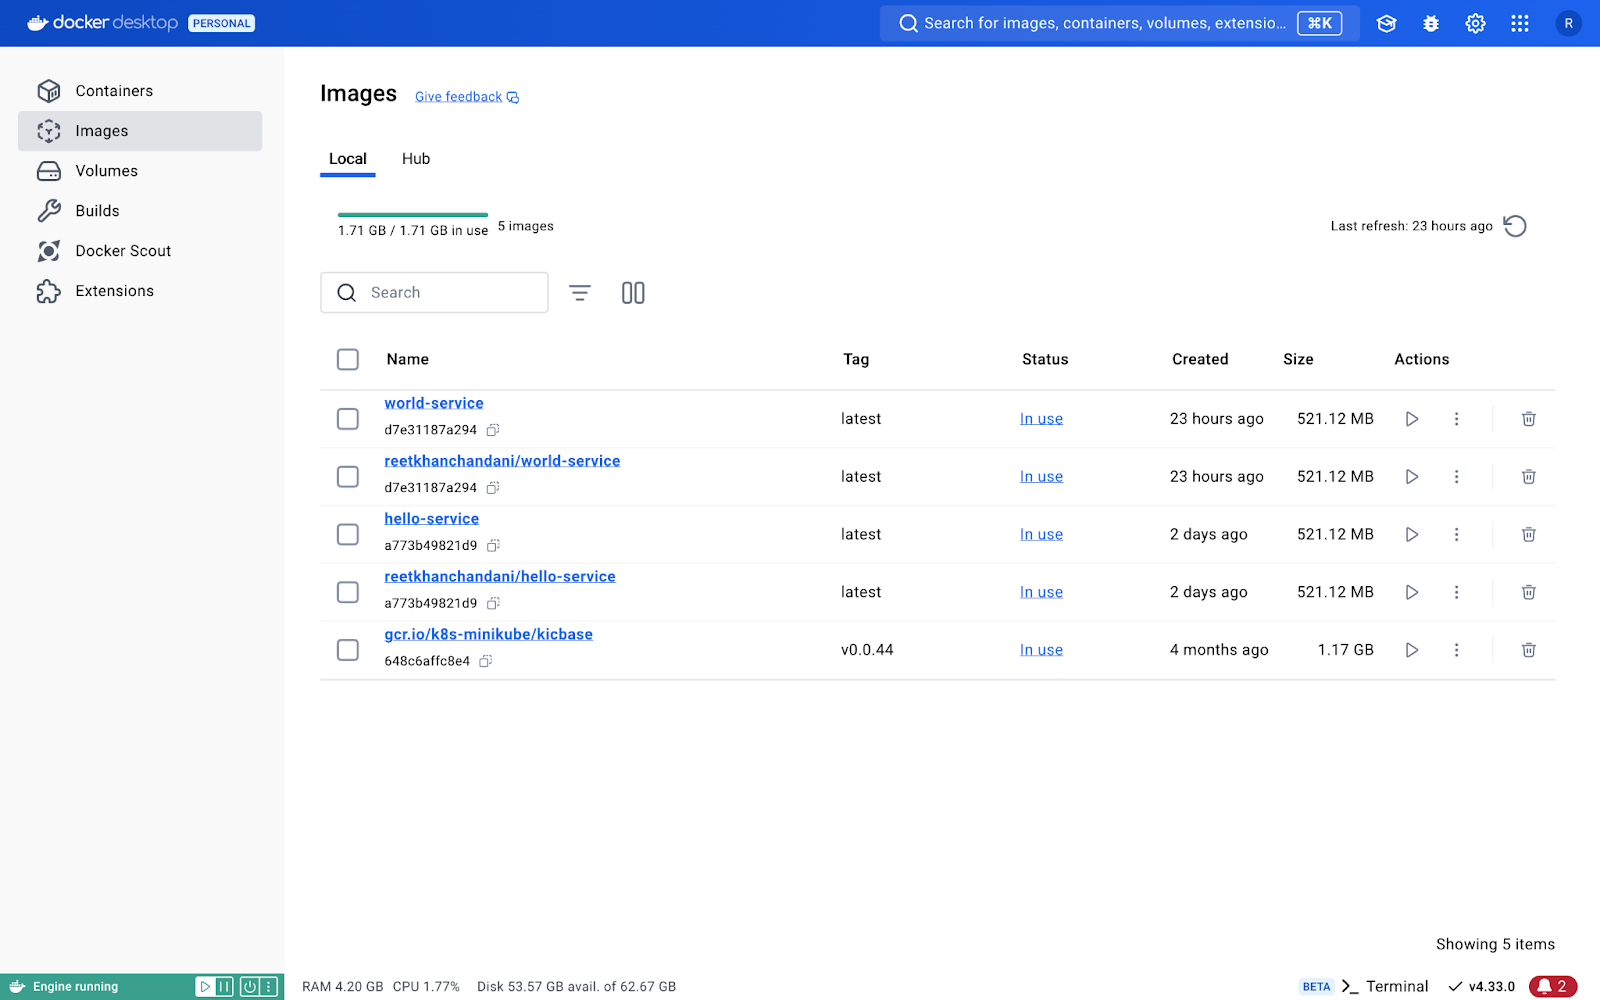 docker desktop PERSONAL
Search for images, containers, volumes, extensio... ⌘K
R
Containers
Images
Volumes
Builds
Docker Scout
Extensions
Images Give feedback
Local Hub
1.71 GB / 1.71 GB in use 5 images
Last refresh: 23 hours ago
Search
Name Tag Status Created Size Actions
world-service
d7e31187a294
latest In use 23 hours ago 521.12 MB
reetkhanchandani/world-service
d7e31187a294
latest In use 23 hours ago 521.12 MB
hello-service
a773b49821d9
latest In use 2 days ago 521.12 MB
reetkhanchandani/hello-service
a773b49821d9
latest In use 2 days ago 521.12 MB
gcr.io/k8s-minikube/kicbase
648c6affc8e4
v0.0.44 In use 4 months ago 1.17 GB
Showing 5 items
Engine running
RAM 4.20 GB CPU 1.77% Disk 53.57 GB avail. of 62.67 GB
BETA >_ Terminal v4.33.0 2